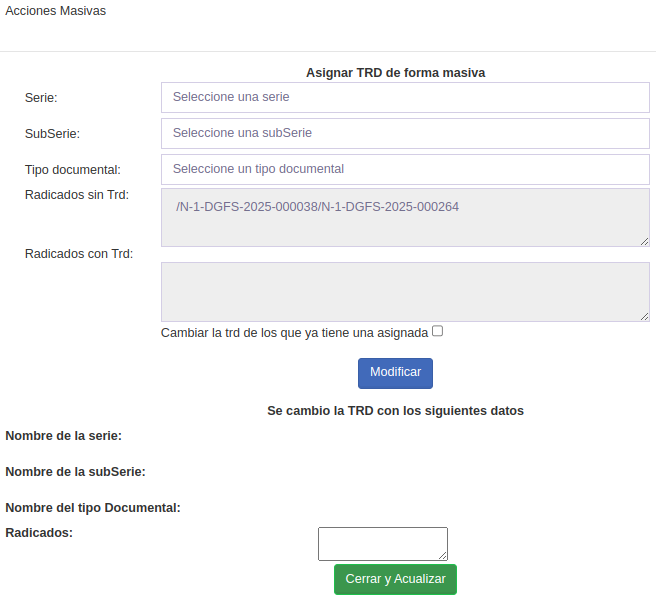 Acciones Masivas
Asignar TRD de forma masiva
Serie:
Seleccione una serie
SubSerie:
Seleccione una subSerie
Tipo documental:
Seleccione un tipo documental
Radicados sin Trd:
/N-1-DGFS-2025-000038/N-1-DGFS-2025-000264
Radicados con Trd:
Cambiar la trd de los que ya tiene una asignada
Modificar
Se cambio la TRD con los siguientes datos
Nombre de la serie:
Nombre de la subSerie:
Nombre del tipo Documental:
Radicados:
Cerrar y Acualizar